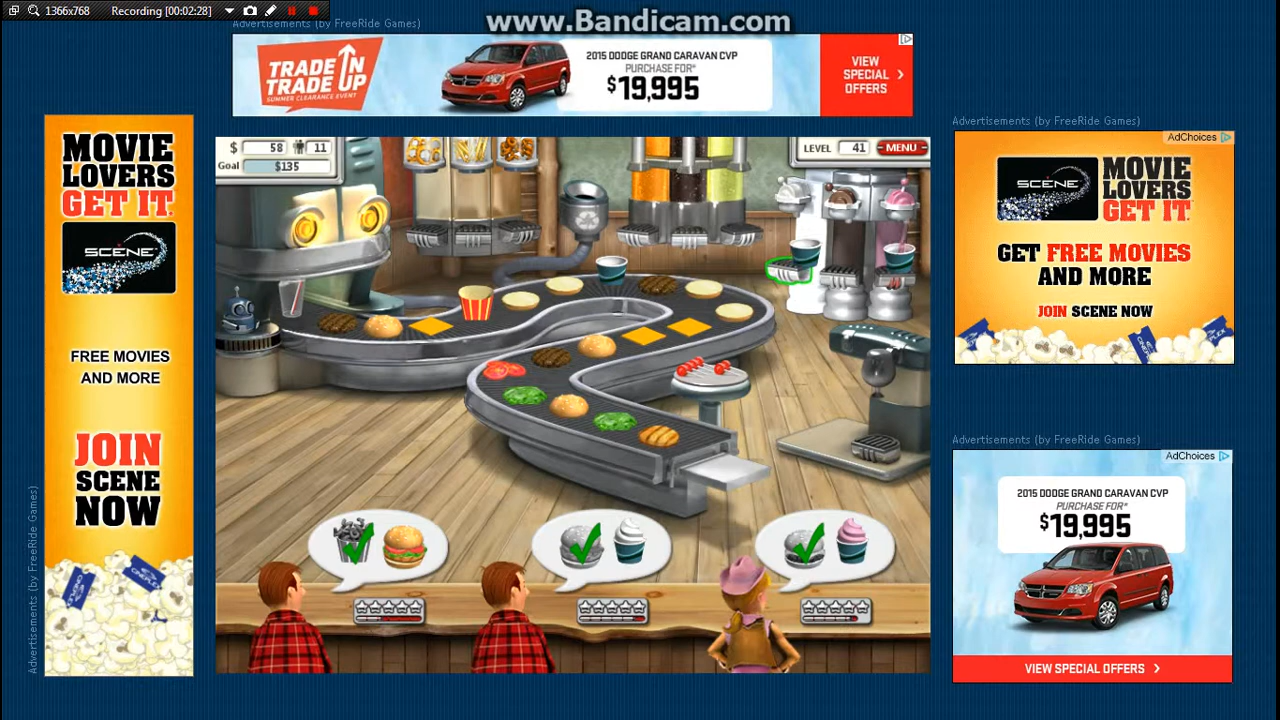 1366x768
Recording [00:02:28]
www.Bandicam.com
Advertisements (by FreeRide Games)
TRADE IN
TRADE UP
SUMMER CLEARANCE EVENT
2015 DODGE GRAND CARAVAN CVP
PURCHASE FOR*
$19,995
VIEW
SPECIAL
OFFERS
MOVIE
LOVERS
GET IT.
SCENE
FREE MOVIES
AND MORE
JOIN
SCENE
NOW
Advertisements (by FreeRide Games)
$ 58 11
Goal $135
LEVEL 41 MENU
Advertisements (by FreeRide Games)
AdChoices
SCENE
MOVIE
LOVERS
GET IT.
GET FREE MOVIES
AND MORE
JOIN SCENE NOW
Advertisements (by FreeRide Games)
AdChoices
2015 DODGE GRAND CARAVAN CVP
PURCHASE FOR*
$19,995
VIEW SPECIAL OFFERS